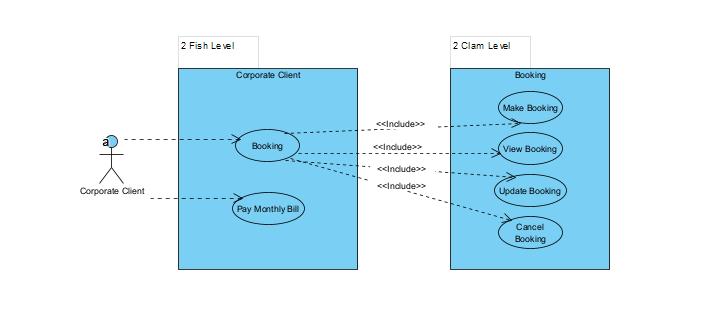 2 Fish Level
2 Clam Level
Corporate Client
Booking
Make Booking
<<Include>>
a
Booking
<<Include>>
View Booking
<<Include>>
Update Booking
<<Include>>
Corporate Client
Pay Monthly Bill
Cancel
Booking